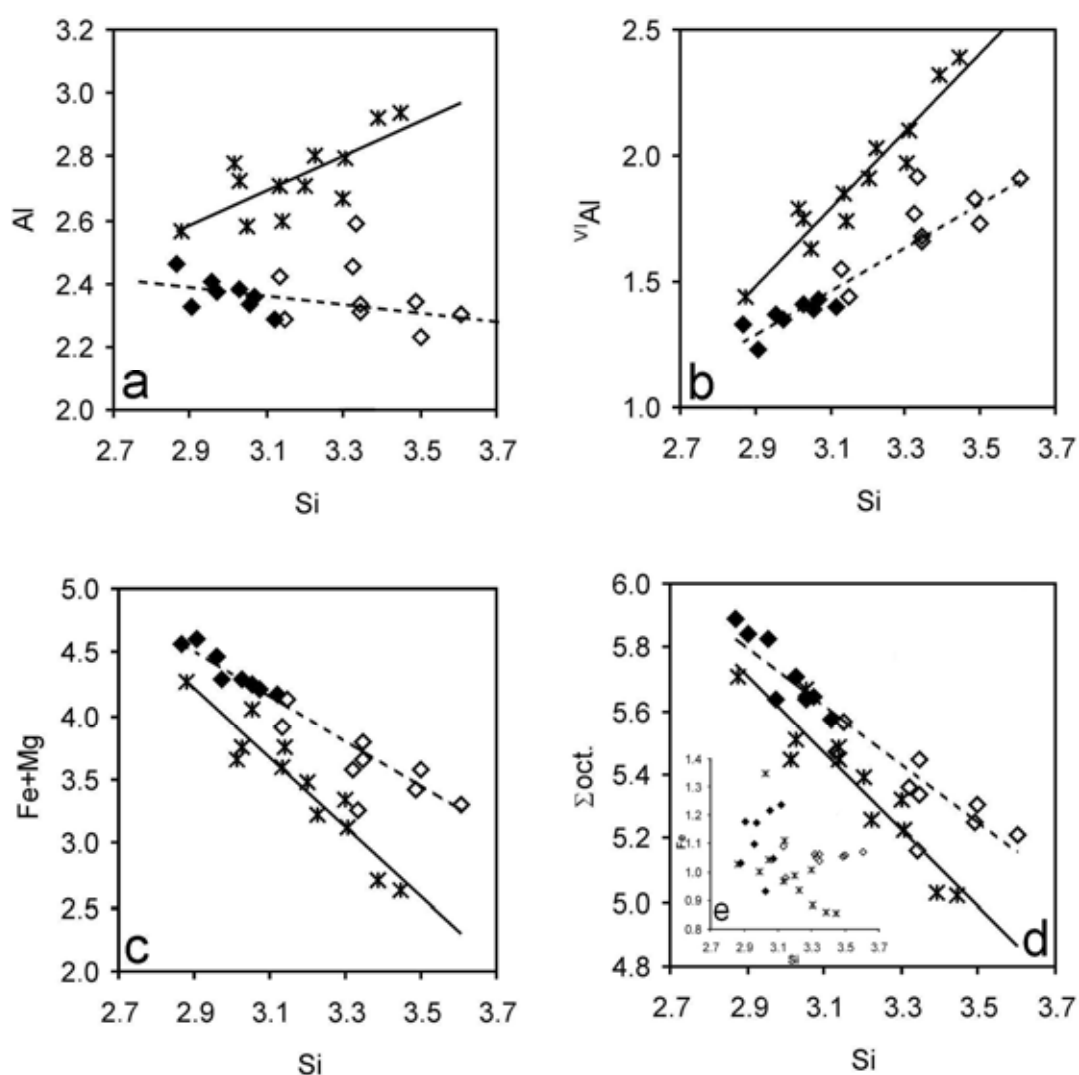 3.2
3.0
2.8
2.6
2.4
2.2
2.0
Al
a
2.7 2.9 3.1 3.3 3.5 3.7
Si
2.5
2.0
1.5
1.0
VIAl
b
2.7 2.9 3.1 3.3 3.5 3.7
Si
5.0
4.5
4.0
3.5
3.0
2.5
2.0
Fe+Mg
c
2.7 2.9 3.1 3.3 3.5 3.7
Si
6.0
5.8
5.6
5.4
5.2
5.0
4.8
Σoct.
d
2.7 2.9 3.1 3.3 3.5 3.7
Si
1.4
1.3
1.2
1.1
1.0
0.9
0.8
Fe
e
2.7 2.9 3.1 3.3 3.5 3.7
Si